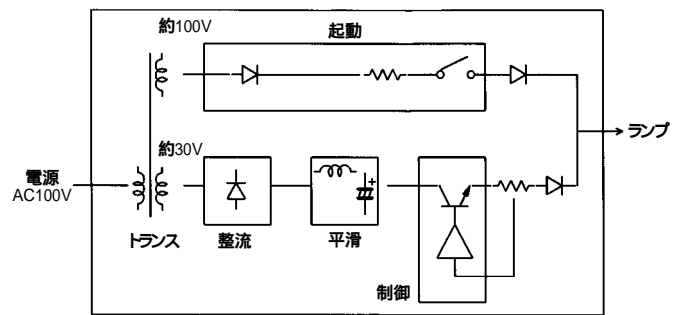 約100V
起動
ランプ
約30V
電源
AC100V
トランス
整流
平滑
+
制御